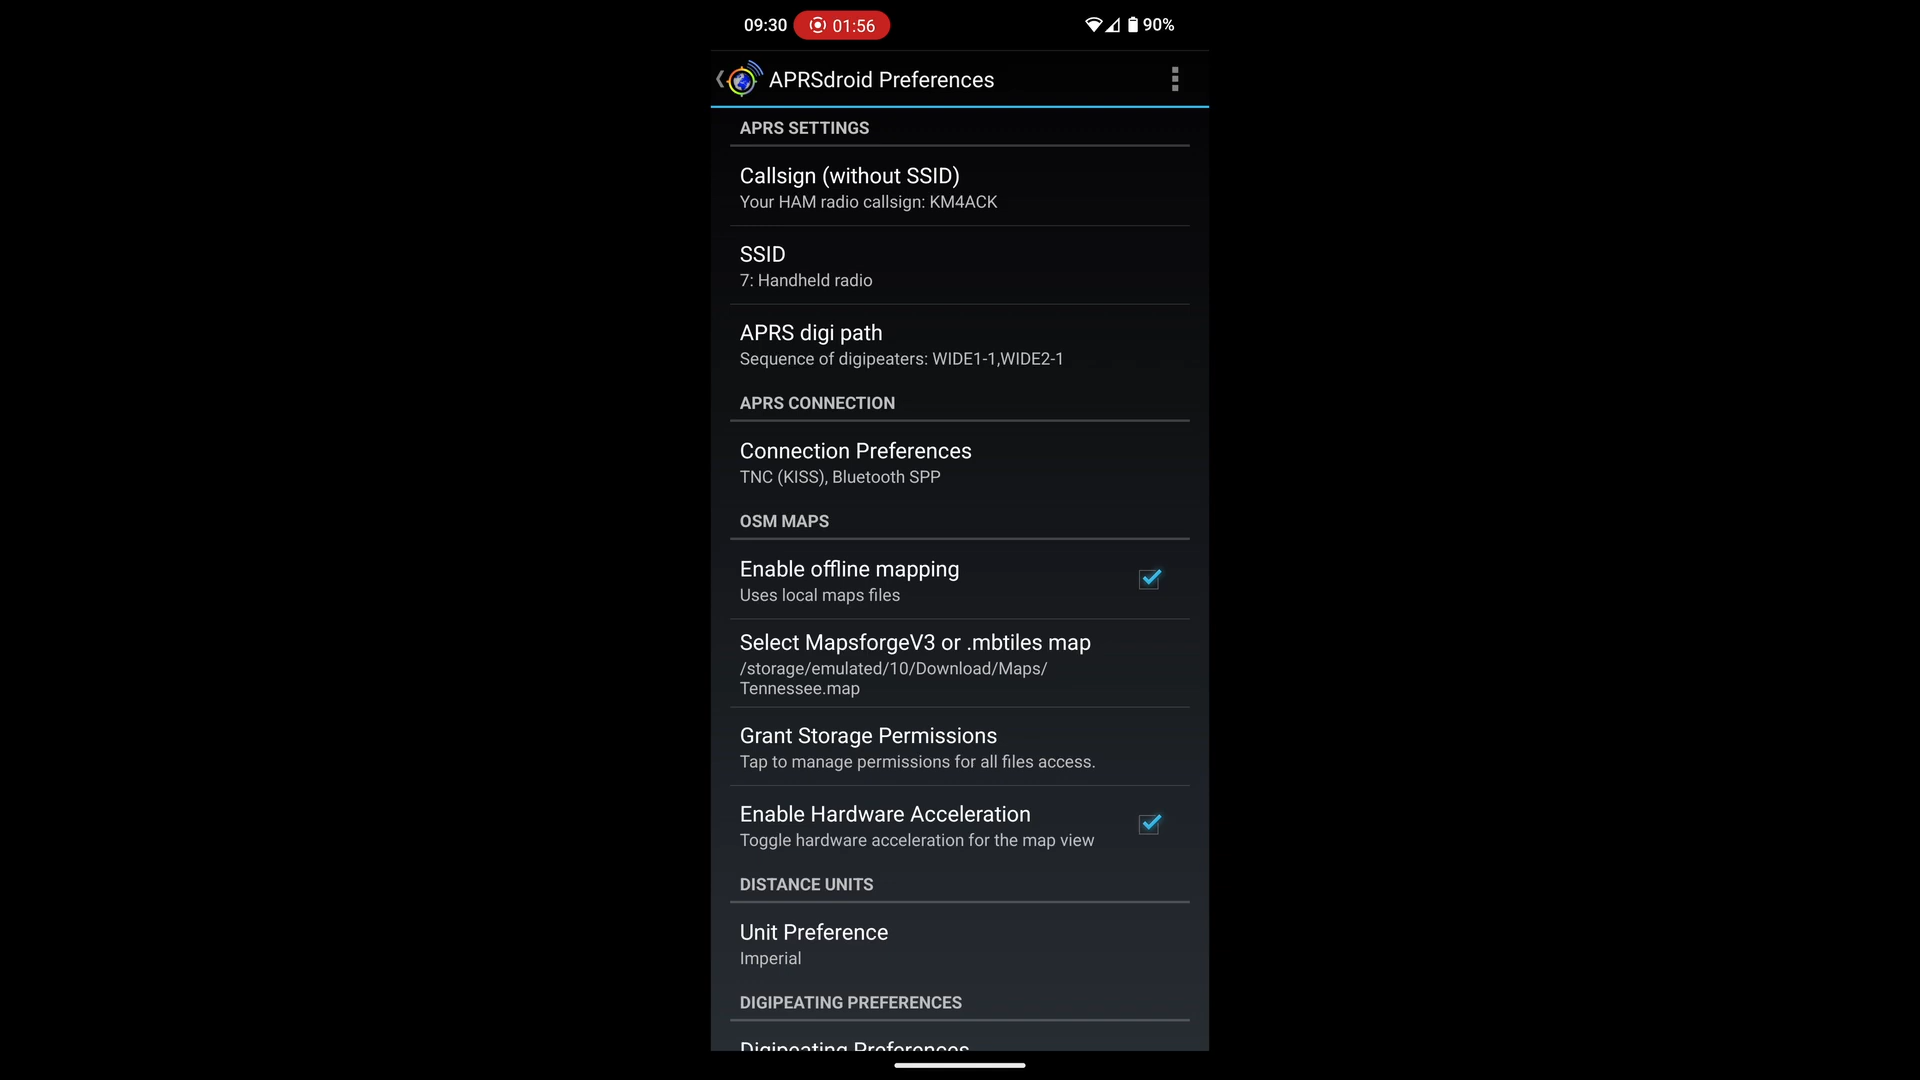 09:30 01:56 90%
APRSdroid Preferences
APRS SETTINGS
Callsign (without SSID)
Your HAM radio callsign: KM4ACK
SSID
7: Handheld radio
APRS digi path
Sequence of digipeaters: WIDE1-1,WIDE2-1
APRS CONNECTION
Connection Preferences
TNC (KISS), Bluetooth SPP
OSM MAPS
Enable offline mapping
Uses local maps files
Select MapsforgeV3 or .mbtiles map
/storage/emulated/10/Download/Maps/
Tennessee.map
Grant Storage Permissions
Tap to manage permissions for all files access.
Enable Hardware Acceleration
Toggle hardware acceleration for the map view
DISTANCE UNITS
Unit Preference
Imperial
DIGIPEATING PREFERENCES
Digipeating Preferences